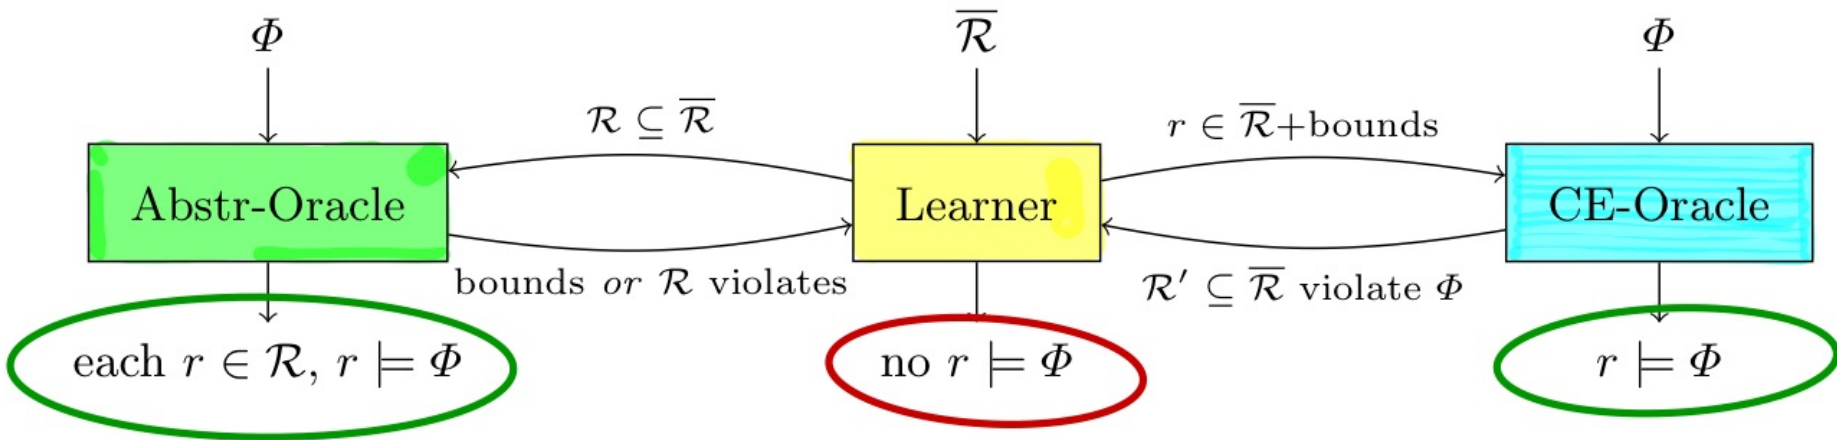 Φ
R̅
Φ
R ⊆ R̅
r ∈ R̅+bounds
Abstr-Oracle
Learner
CE-Oracle
bounds or R violates
R′ ⊆ R̅ violate Φ
each r ∈ R, r ⊨ Φ
no r ⊨ Φ
r ⊨ Φ